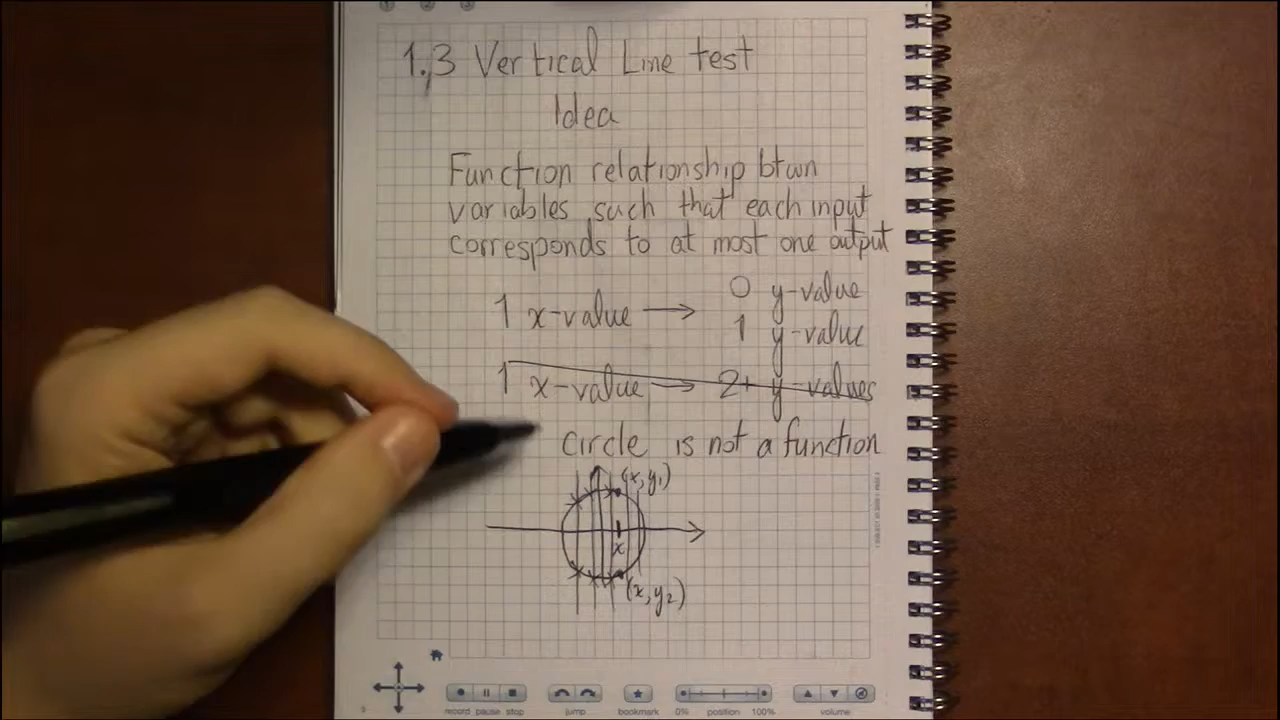 1.3 Vertical Line test
Idea
Function relationship btwn
variables such that each input
corresponds to at most one output
1 x-value → 0 y-value
1 y-value
1 x-value → 2+ y-values
circle is not a function
(x,y₁)
x
(x,y₂)
record pause stop jump bookmark 0% position 100% volume